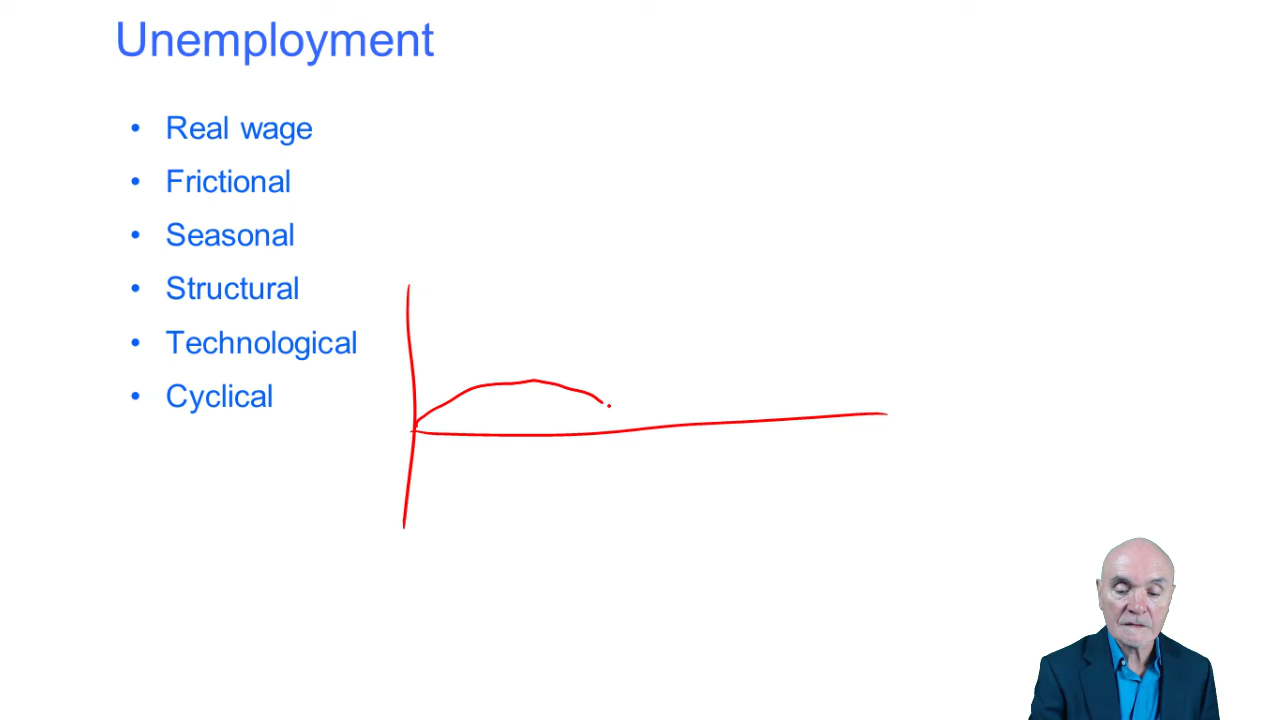 Unemployment
• Real wage
• Frictional
• Seasonal
• Structural
• Technological
• Cyclical